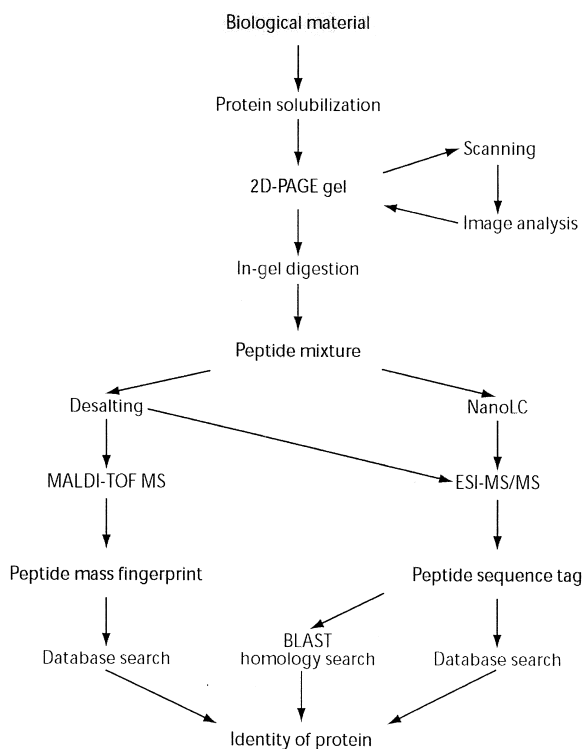 Biological material
Protein solubilization
Scanning
2D-PAGE gel
Image analysis
In-gel digestion
Peptide mixture
Desalting
NanoLC
MALDI-TOF MS
ESI-MS/MS
Peptide mass fingerprint
Peptide sequence tag
BLAST
homology search
Database search
Database search
Identity of protein